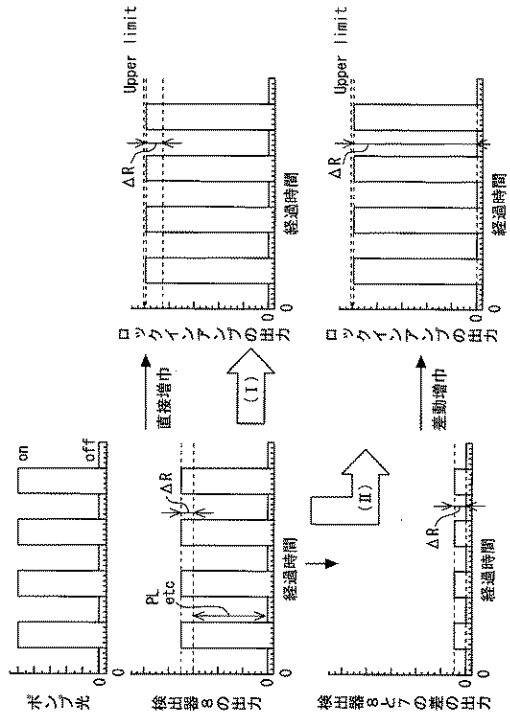 ポンプ光
on
off
0
検出器8の出力
PL
etc
ΔR
0
0
経過時間
直接増巾
(I)
ロックインアンプの出力
ΔR
Upper limit
0
0
経過時間
(II)
検出器8と7の差の出力
ΔR
0
0
経過時間
差動増巾
ロックインアンプの出力
ΔR
Upper limit
0
0
経過時間